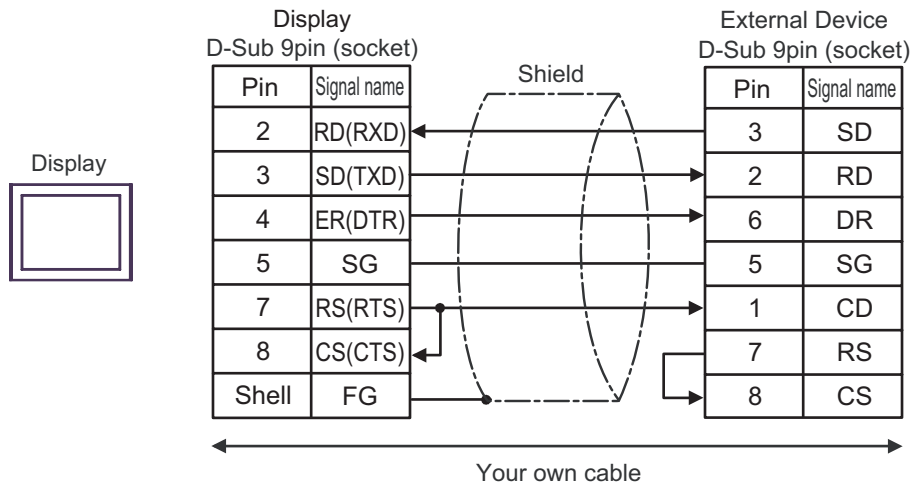 Display
D-Sub 9pin (socket)
External Device
D-Sub 9pin (socket)
Shield
Display
Pin Signal name
2 RD(RXD)
3 SD(TXD)
4 ER(DTR)
5 SG
7 RS(RTS)
8 CS(CTS)
Shell FG
Pin Signal name
3 SD
2 RD
6 DR
5 SG
1 CD
7 RS
8 CS
Your own cable